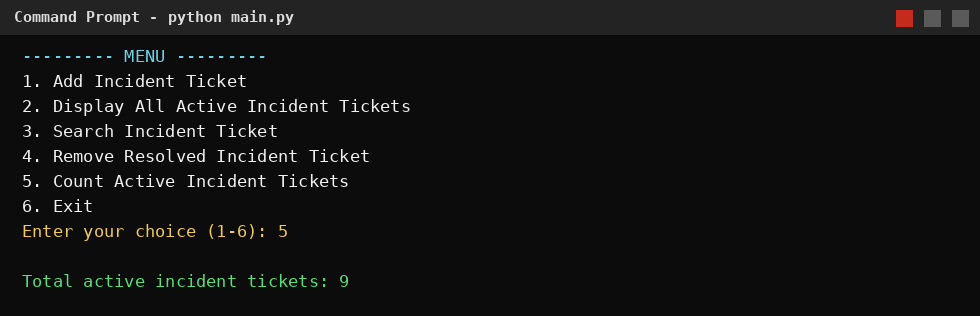 Command Prompt - python main.py
--------- MENU ---------
1. Add Incident Ticket
2. Display All Active Incident Tickets
3. Search Incident Ticket
4. Remove Resolved Incident Ticket
5. Count Active Incident Tickets
6. Exit
Enter your choice (1-6): 5
Total active incident tickets: 9